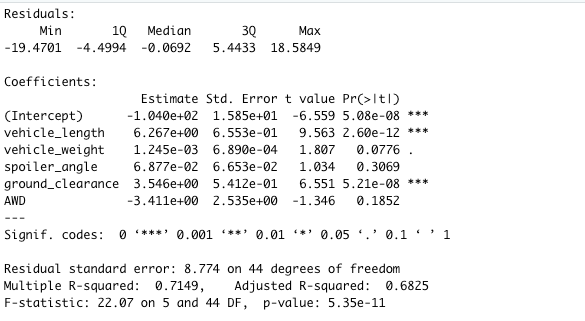 Residuals:
     Min       1Q   Median       3Q      Max
-19.4701  -4.4994  -0.0692   5.4433  18.5849

Coefficients:
                   Estimate Std. Error t value Pr(>|t|)
(Intercept)      -1.040e+02  1.585e+01  -6.559 5.08e-08 ***
vehicle_length    6.267e+00  6.553e-01   9.563 2.60e-12 ***
vehicle_weight    1.245e-03  6.890e-04   1.807   0.0776 .
spoiler_angle     6.877e-02  6.653e-02   1.034   0.3069
ground_clearance  3.546e+00  5.412e-01   6.551 5.21e-08 ***
AWD              -3.411e+00  2.535e+00  -1.346   0.1852
---
Signif. codes:  0 ‘***’ 0.001 ‘**’ 0.01 ‘*’ 0.05 ‘.’ 0.1 ‘ ’ 1

Residual standard error: 8.774 on 44 degrees of freedom
Multiple R-squared:  0.7149,    Adjusted R-squared:  0.6825
F-statistic: 22.07 on 5 and 44 DF,  p-value: 5.35e-11